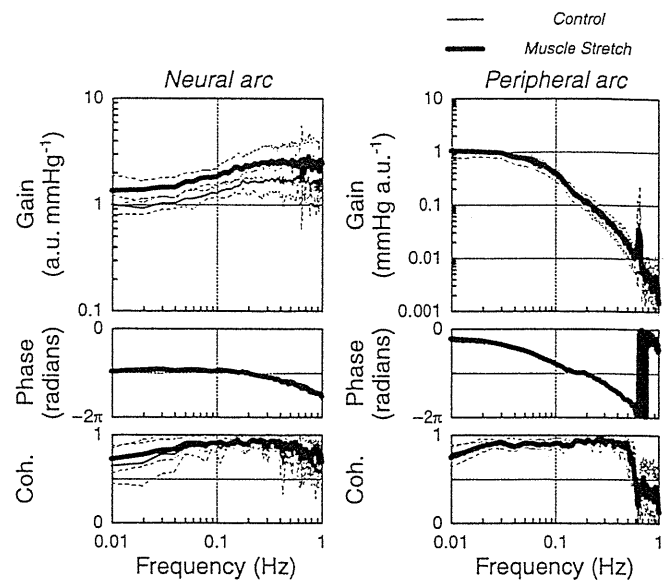 Control
Muscle Stretch
Neural arc
Peripheral arc
Gain
(a.u. mmHg⁻¹)
10
1
0.1
Gain
(mmHg a.u.⁻¹)
10
1
0.1
0.01
0.001
Phase
(radians)
0
−2π
Phase
(radians)
0
−2π
Coh.
1
0
Coh.
1
0
0.01
0.1
1
0.01
0.1
1
Frequency (Hz)
Frequency (Hz)